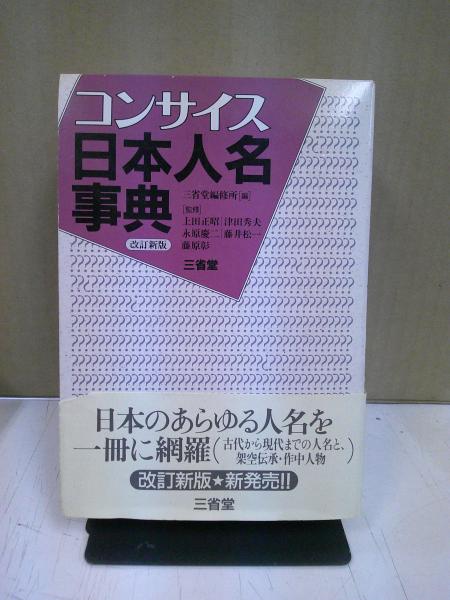 コンサイス
日本人名
事典
改訂新版
三省堂編修所[編]
[監修]
上田正昭|津田秀夫
永原慶二|藤井松一
藤原彰
三省堂
日本のあらゆる人名を
一冊に網羅(古代から現代までの人名と、
架空伝承・作中人物)
改訂新版★新発売!!
三省堂